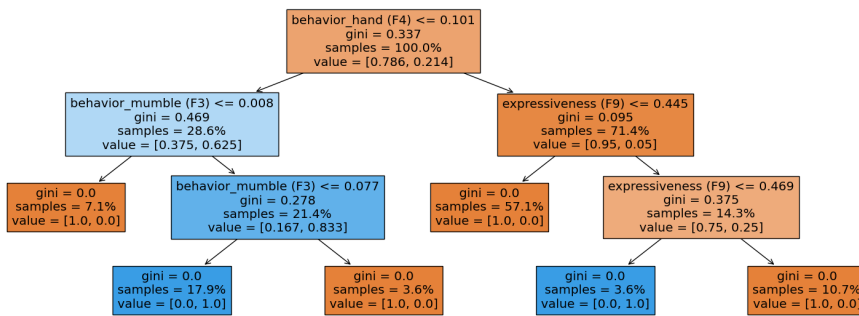 behavior_hand (F4) <= 0.101
gini = 0.337
samples = 100.0%
value = [0.786, 0.214]
behavior_mumble (F3) <= 0.008
gini = 0.469
samples = 28.6%
value = [0.375, 0.625]
expressiveness (F9) <= 0.445
gini = 0.095
samples = 71.4%
value = [0.95, 0.05]
gini = 0.0
samples = 7.1%
value = [1.0, 0.0]
behavior_mumble (F3) <= 0.077
gini = 0.278
samples = 21.4%
value = [0.167, 0.833]
gini = 0.0
samples = 57.1%
value = [1.0, 0.0]
expressiveness (F9) <= 0.469
gini = 0.375
samples = 14.3%
value = [0.75, 0.25]
gini = 0.0
samples = 17.9%
value = [0.0, 1.0]
gini = 0.0
samples = 3.6%
value = [1.0, 0.0]
gini = 0.0
samples = 3.6%
value = [0.0, 1.0]
gini = 0.0
samples = 10.7%
value = [1.0, 0.0]